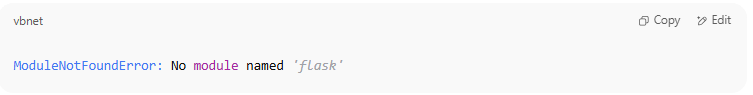 vbnet
Copy
Edit
ModuleNotFoundError: No module named 'flask'